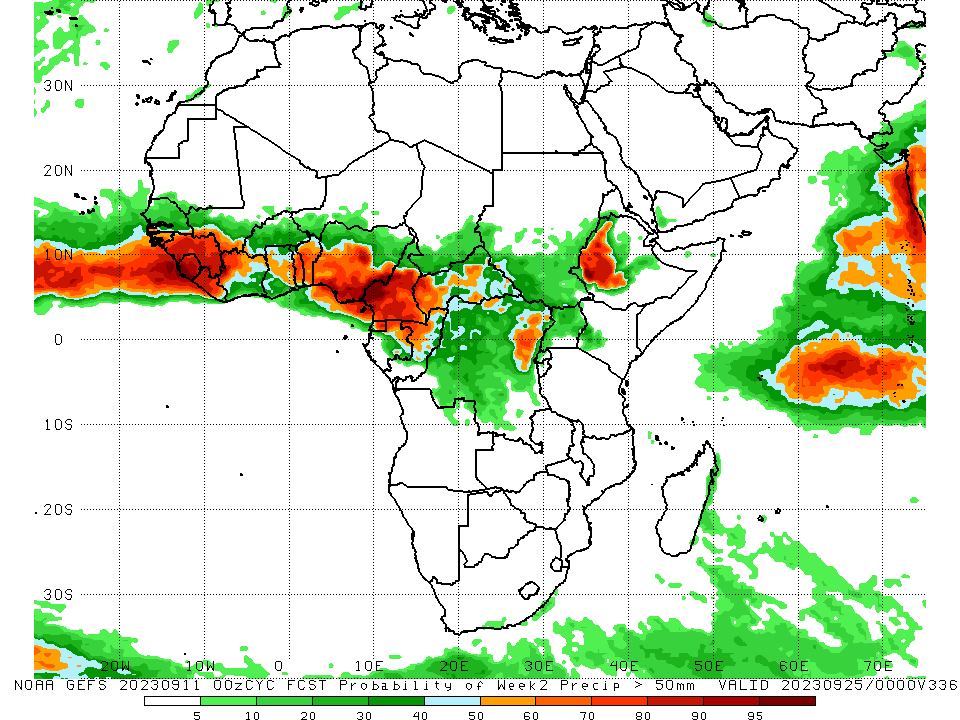 30N
20N
10N
0
10S
20S
30S
20W 10W 0 10E 20E 30E 40E 50E 60E 70E
NOAA GEFS 20230911 00zCYC FCST Probability of Week2 Precip > 50mm VALID 20230925/0000V336
5 10 20 30 40 50 60 70 80 90 95